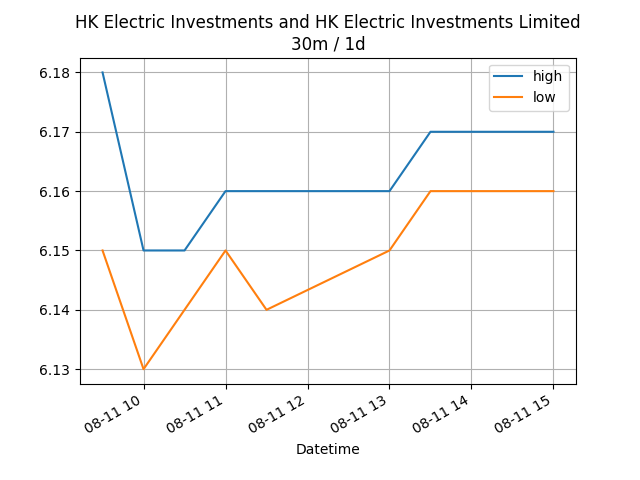 HK Electric Investments and HK Electric Investments Limited
30m / 1d
high
low
6.18
6.17
6.16
6.15
6.14
6.13
08-11 10
08-11 11
08-11 12
08-11 13
08-11 14
08-11 15
Datetime